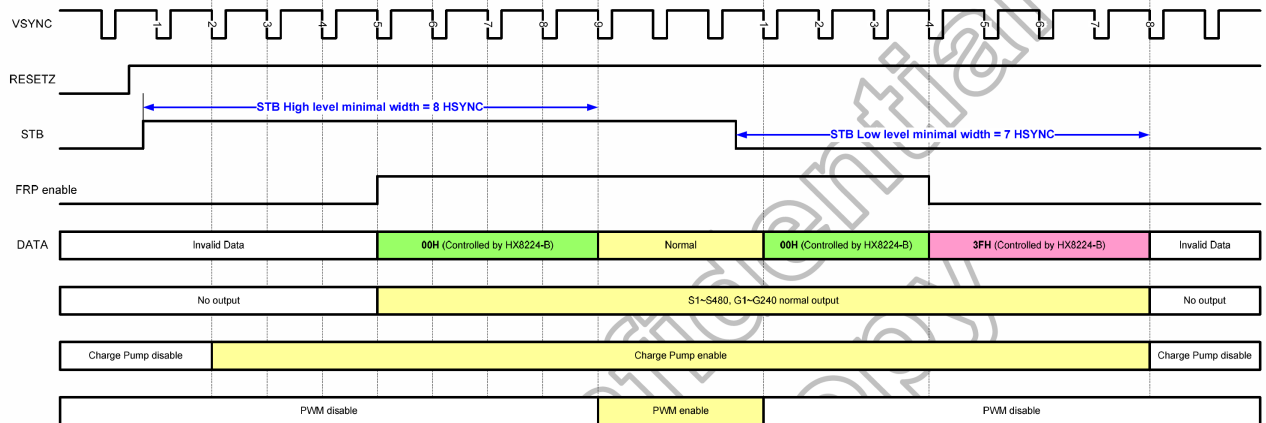 VSYNC
1 2 3 4 5 6 7 8 9 1 2 3 4 5 6 7 8
RESETZ
STB High level minimal width = 8 HSYNC
STB
STB Low level minimal width = 7 HSYNC
FRP enable
DATA
Invalid Data 00H (Controlled by HX8224-B) Normal 00H (Controlled by HX8224-B) 3FH (Controlled by HX8224-B) Invalid Data
No output S1~S480, G1~G240 normal output No output
Charge Pump disable Charge Pump enable Charge Pump disable
PWM disable PWM enable PWM disable